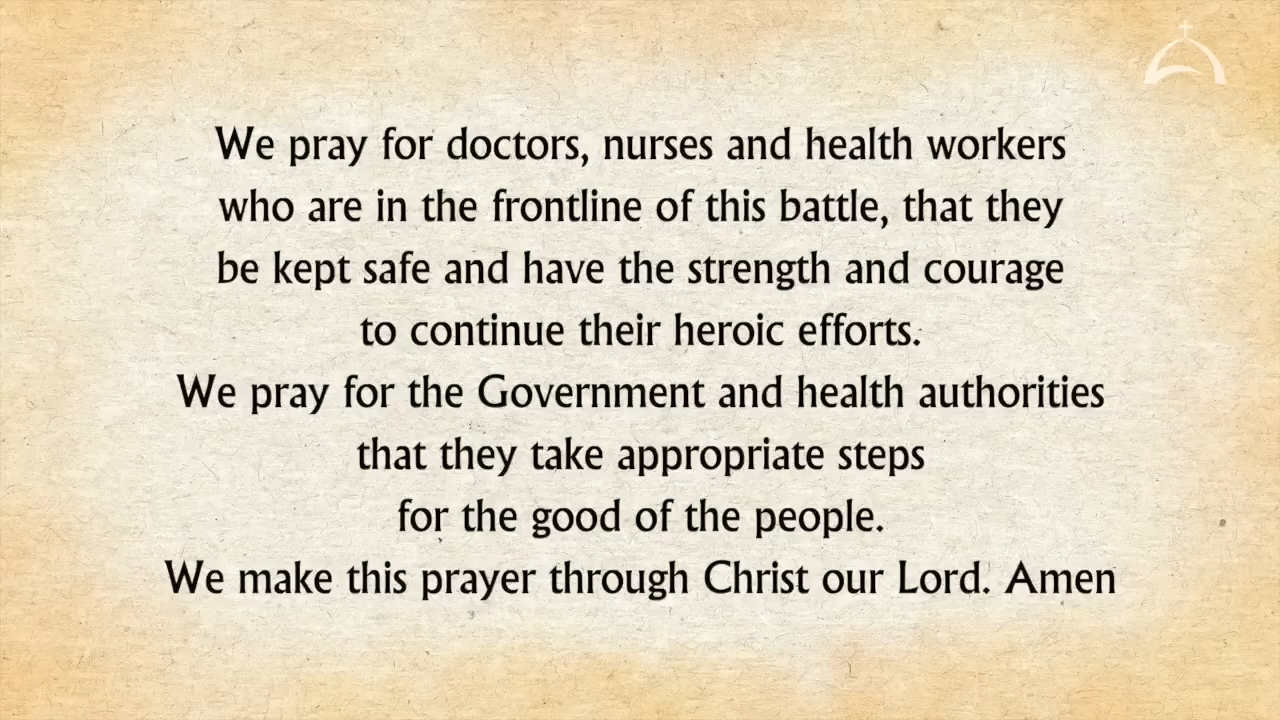 We pray for doctors, nurses and health workers
who are in the frontline of this battle, that they
be kept safe and have the strength and courage
to continue their heroic efforts.
We pray for the Government and health authorities
that they take appropriate steps
for the good of the people.
We make this prayer through Christ our Lord. Amen